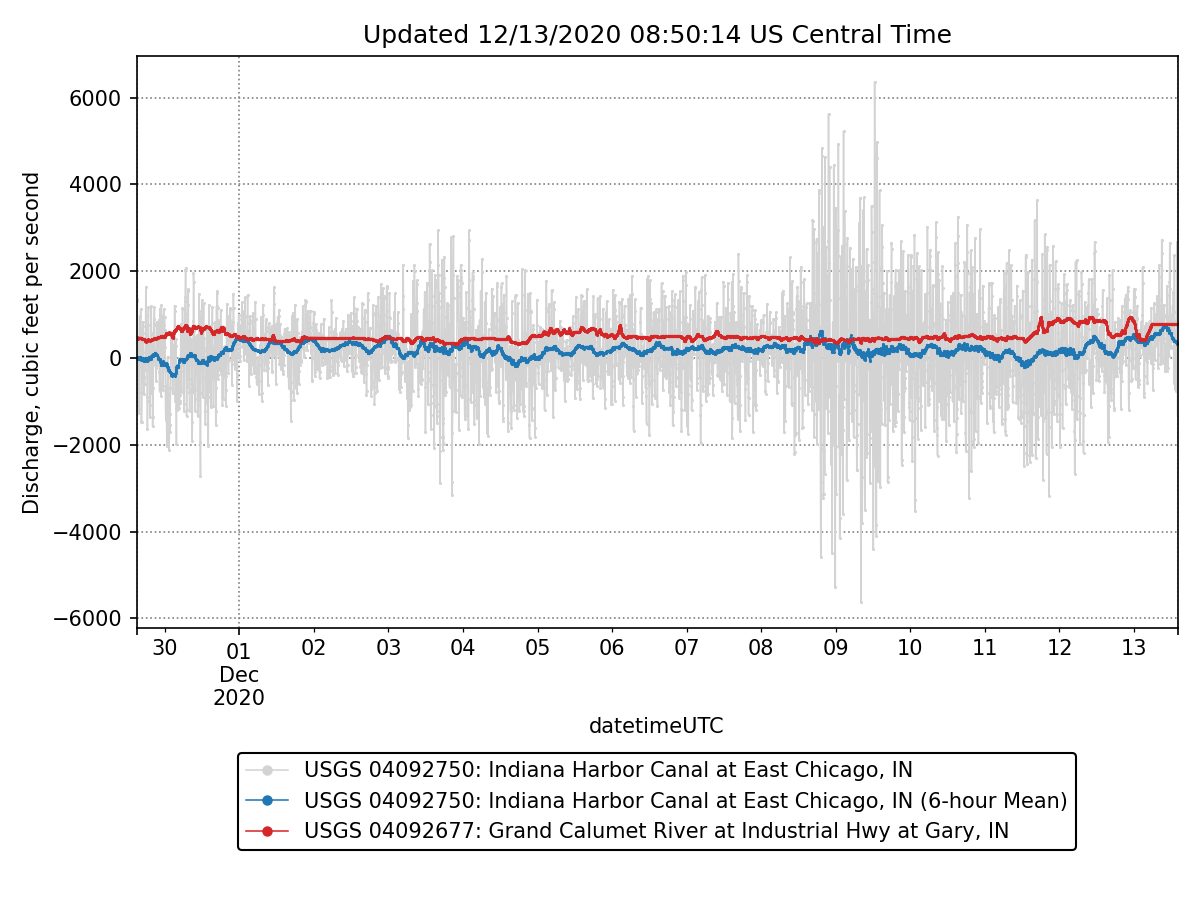 Updated 12/13/2020 08:50:14 US Central Time
Discharge, cubic feet per second
6000
4000
2000
0
−2000
−4000
−6000
30 01 02 03 04 05 06 07 08 09 10 11 12 13
Dec
2020
datetimeUTC
USGS 04092750: Indiana Harbor Canal at East Chicago, IN
USGS 04092750: Indiana Harbor Canal at East Chicago, IN (6-hour Mean)
USGS 04092677: Grand Calumet River at Industrial Hwy at Gary, IN